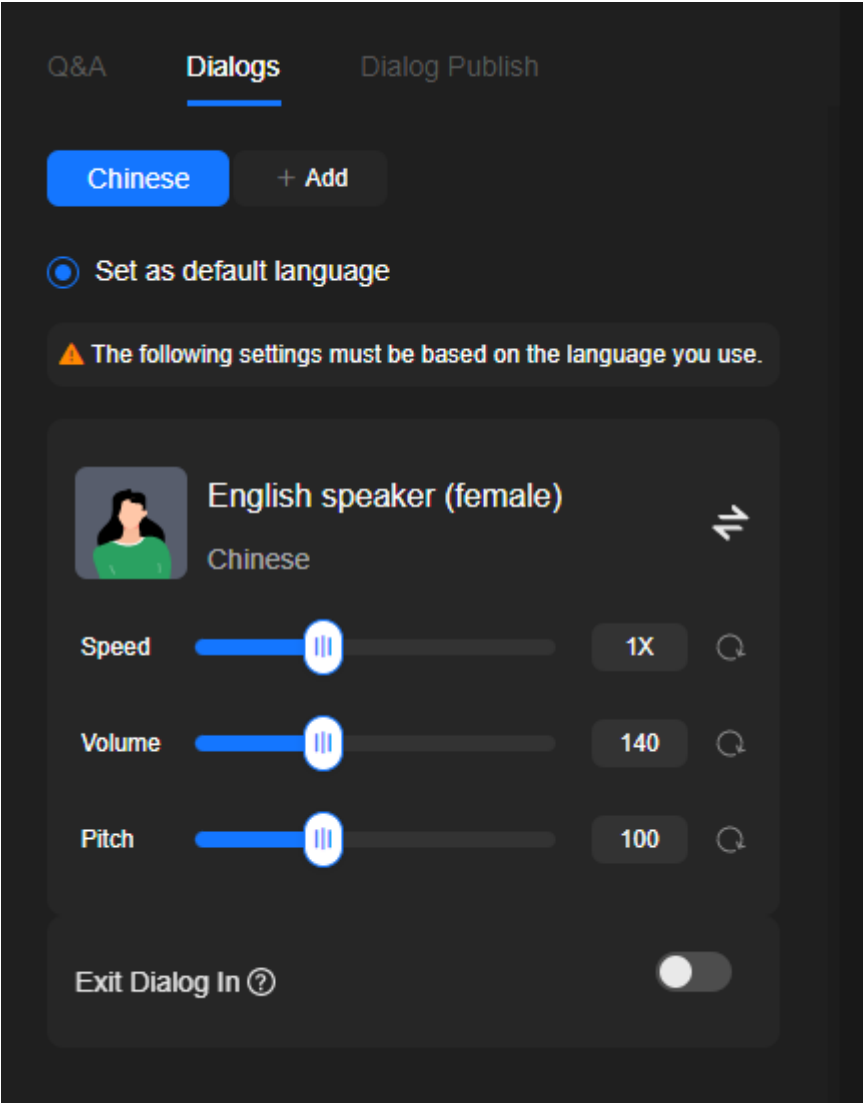 Q&A Dialogs Dialog Publish
Chinese + Add
Set as default language
The following settings must be based on the language you use.
English speaker (female)
Chinese
Speed 1X
Volume 140
Pitch 100
Exit Dialog In ?